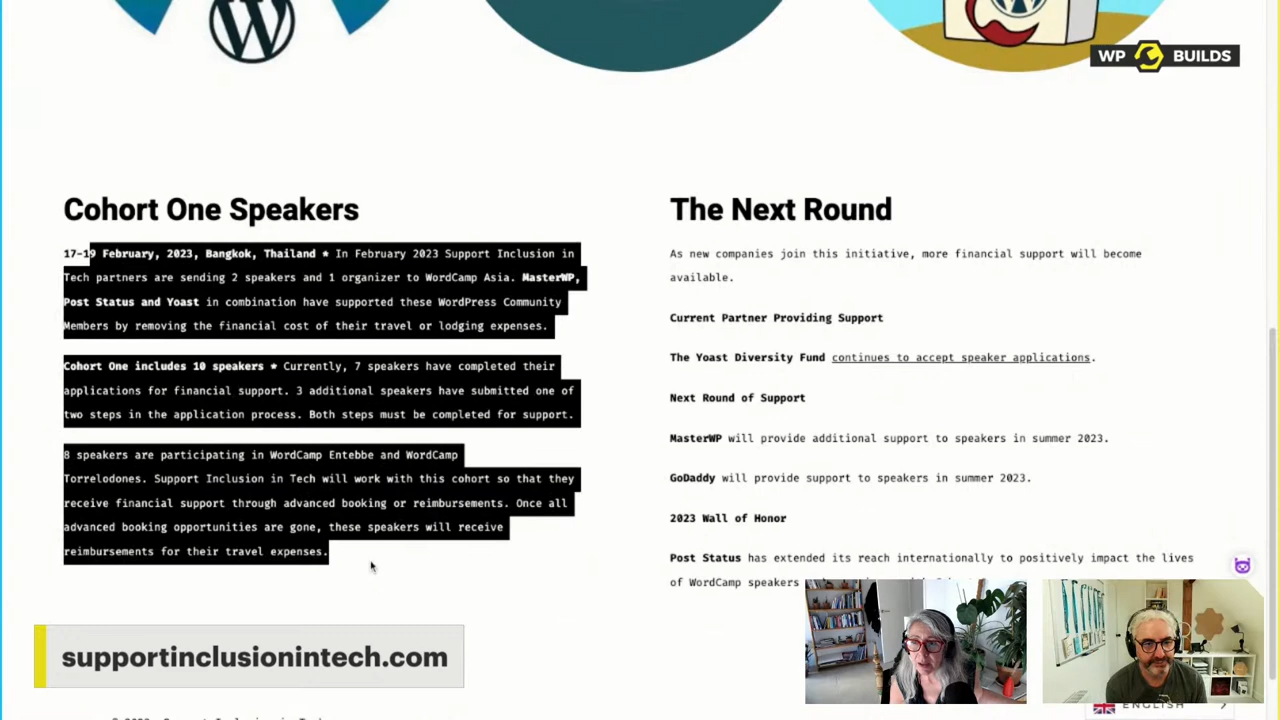 WP BUILDS
Cohort One Speakers
17-19 February, 2023, Bangkok, Thailand * In February 2023 Support Inclusion in
Tech partners are sending 2 speakers and 1 organizer to WordCamp Asia. MasterWP,
Post Status and Yoast in combination have supported these WordPress Community
Members by removing the financial cost of their travel or lodging expenses.
Cohort One includes 10 speakers * Currently, 7 speakers have completed their
applications for financial support. 3 additional speakers have submitted one of
two steps in the application process. Both steps must be completed for support.
8 speakers are participating in WordCamp Entebbe and WordCamp
Torrelodones. Support Inclusion in Tech will work with this cohort so that they
receive financial support through advanced booking or reimbursements. Once all
advanced booking opportunities are gone, these speakers will receive
reimbursements for their travel expenses.
The Next Round
As new companies join this initiative, more financial support will become
available.
Current Partner Providing Support
The Yoast Diversity Fund continues to accept speaker applications.
Next Round of Support
MasterWP will provide additional support to speakers in summer 2023.
GoDaddy will provide support to speakers in summer 2023.
2023 Wall of Honor
Post Status has extended its reach internationally to positively impact the lives
of WordCamp speakers
supportinclusionintech.com
ENGLISH